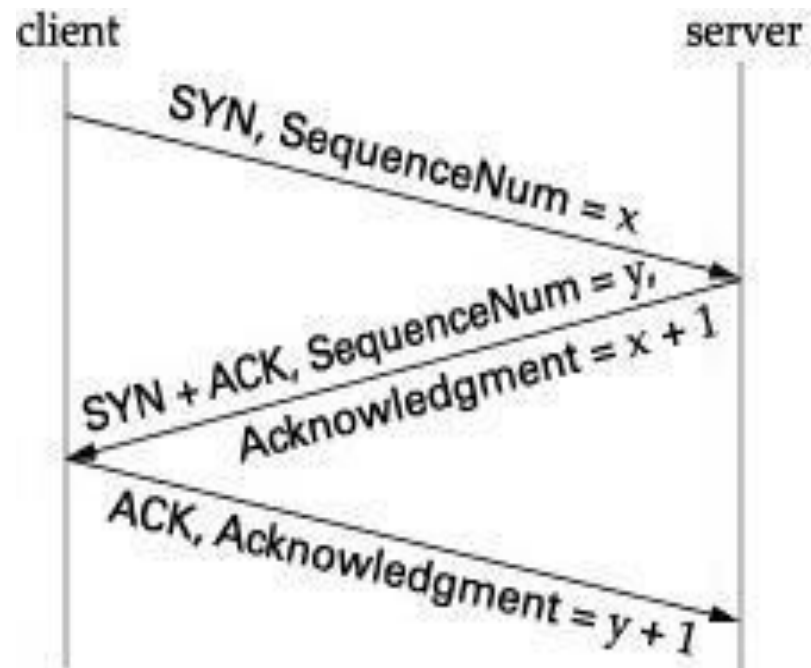 client
server
SYN, SequenceNum = x
SYN + ACK, SequenceNum = y,
Acknowledgment = x + 1
ACK, Acknowledgment = y + 1